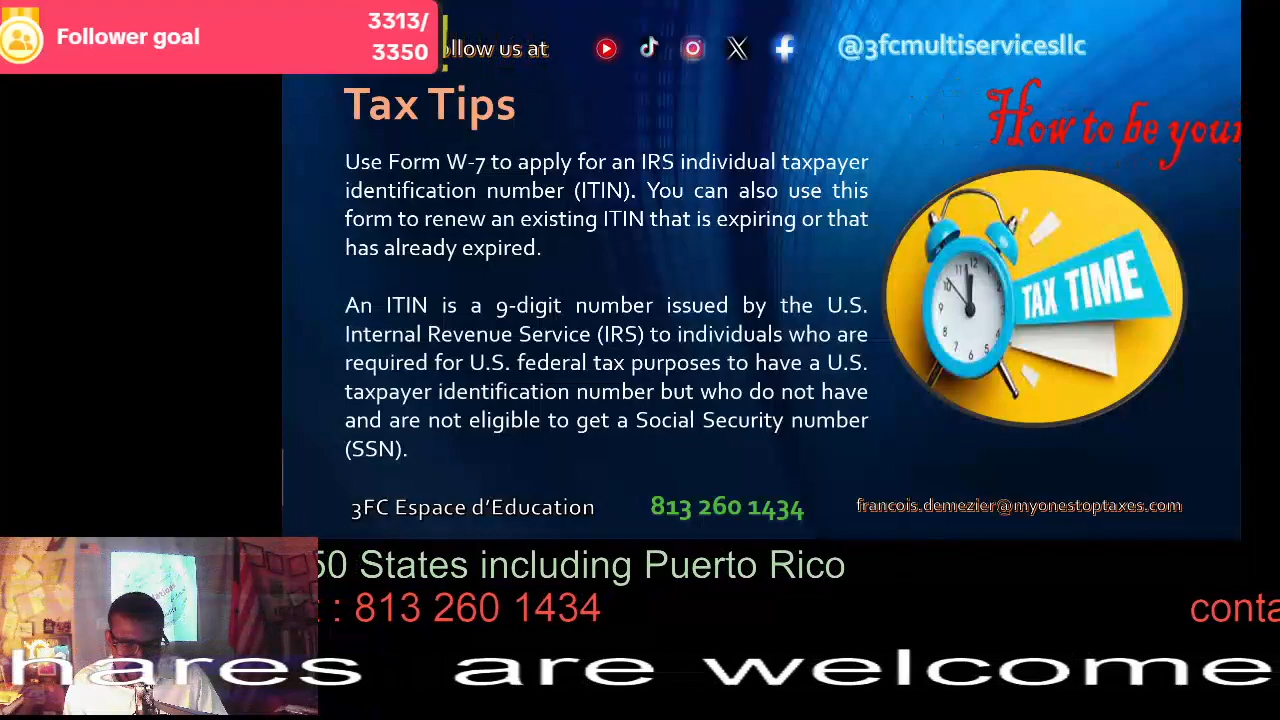 Follower goal
3313/
3350
ollow us at
@3fcmultiservicesllc
Tax Tips
How to be your
Use Form W-7 to apply for an IRS individual taxpayer
identification number (ITIN). You can also use this
form to renew an existing ITIN that is expiring or that
has already expired.
An ITIN is a 9-digit number issued by the U.S.
Internal Revenue Service (IRS) to individuals who are
required for U.S. federal tax purposes to have a U.S.
taxpayer identification number but who do not have
and are not eligible to get a Social Security number
(SSN).
TAX TIME
3FC Espace d'Education
813 260 1434
francois.demezier@myonestoptaxes.com
50 States including Puerto Rico
: 813 260 1434
conta
hares are welcome